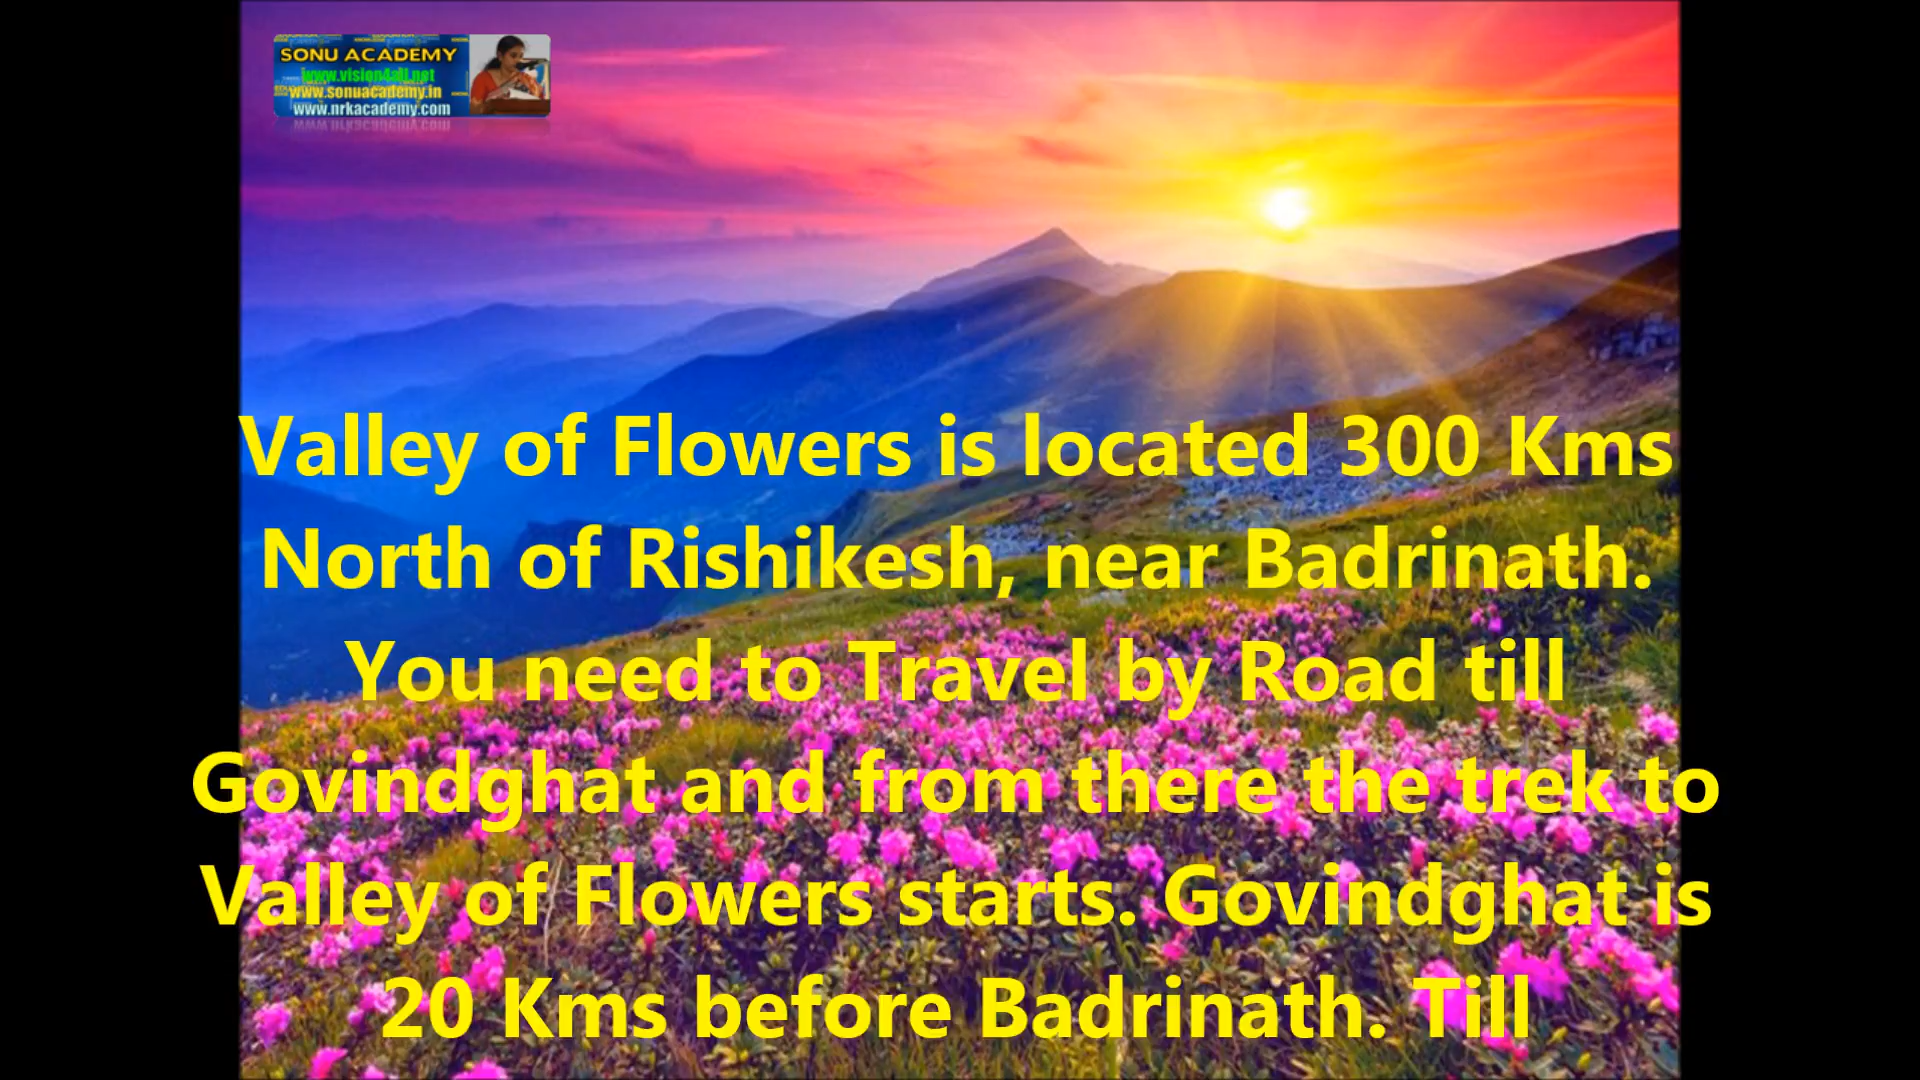 SONU ACADEMY
www.vision4all.net
www.sonuacademy.in
www.nrkacademy.com
Valley of Flowers is located 300 Kms
North of Rishikesh, near Badrinath.
You need to Travel by Road till
Govindghat and from there the trek to
Valley of Flowers starts. Govindghat is
20 Kms before Badrinath. Till